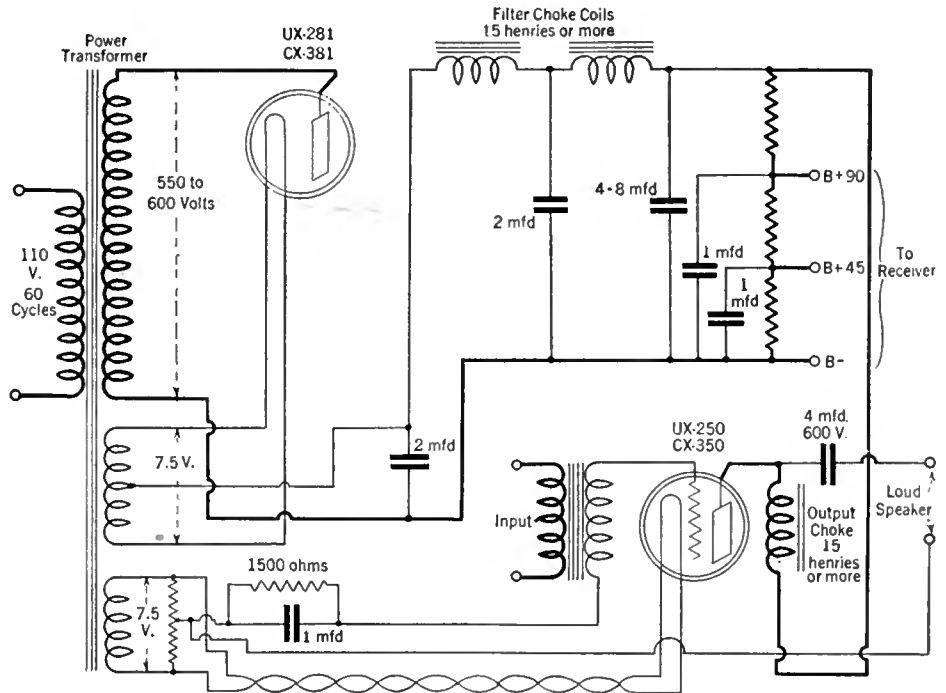 Power
Transformer
UX-281
CX-381
Filter Choke Coils
15 henries or more
550 to
600 Volts
110
V.
60
Cycles
2 mfd
4-8 mfd
1 mfd
1
mfd
B+90
B+45
B-
To
Receiver
7.5 V.
2 mfd
UX-250
CX-350
4 mfd.
600 V.
Input
Loud
Speaker
Output
Choke
15
henries
or more
1500 ohms
1 mfd
7.5
V.